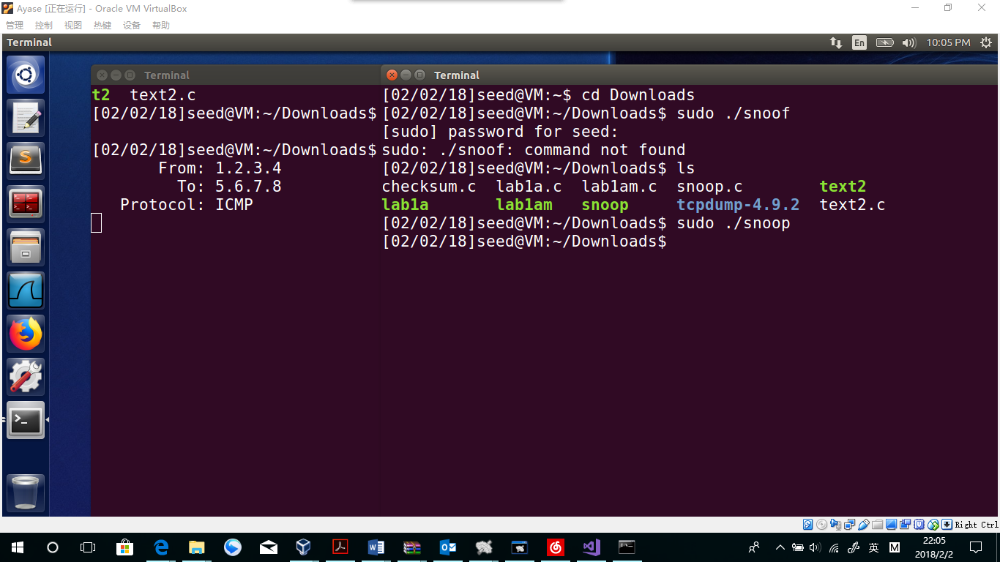 Ayase [正在运行] - Oracle VM VirtualBox
管理 控制 视图 热键 设备 帮助
Terminal En 10:05 PM
Terminal
t2 text2.c
[02/02/18]seed@VM:~/Downloads$
[02/02/18]seed@VM:~/Downloads$
From: 1.2.3.4
To: 5.6.7.8
Protocol: ICMP
Terminal
[02/02/18]seed@VM:~$ cd Downloads
[02/02/18]seed@VM:~/Downloads$ sudo ./snoof
[sudo] password for seed:
sudo: ./snoof: command not found
[02/02/18]seed@VM:~/Downloads$ ls
checksum.c lab1a.c lab1am.c snoop.c text2
lab1a lab1am snoop tcpdump-4.9.2 text2.c
[02/02/18]seed@VM:~/Downloads$ sudo ./snoop
[02/02/18]seed@VM:~/Downloads$
Right Ctrl
英 M 22:05
2018/2/2